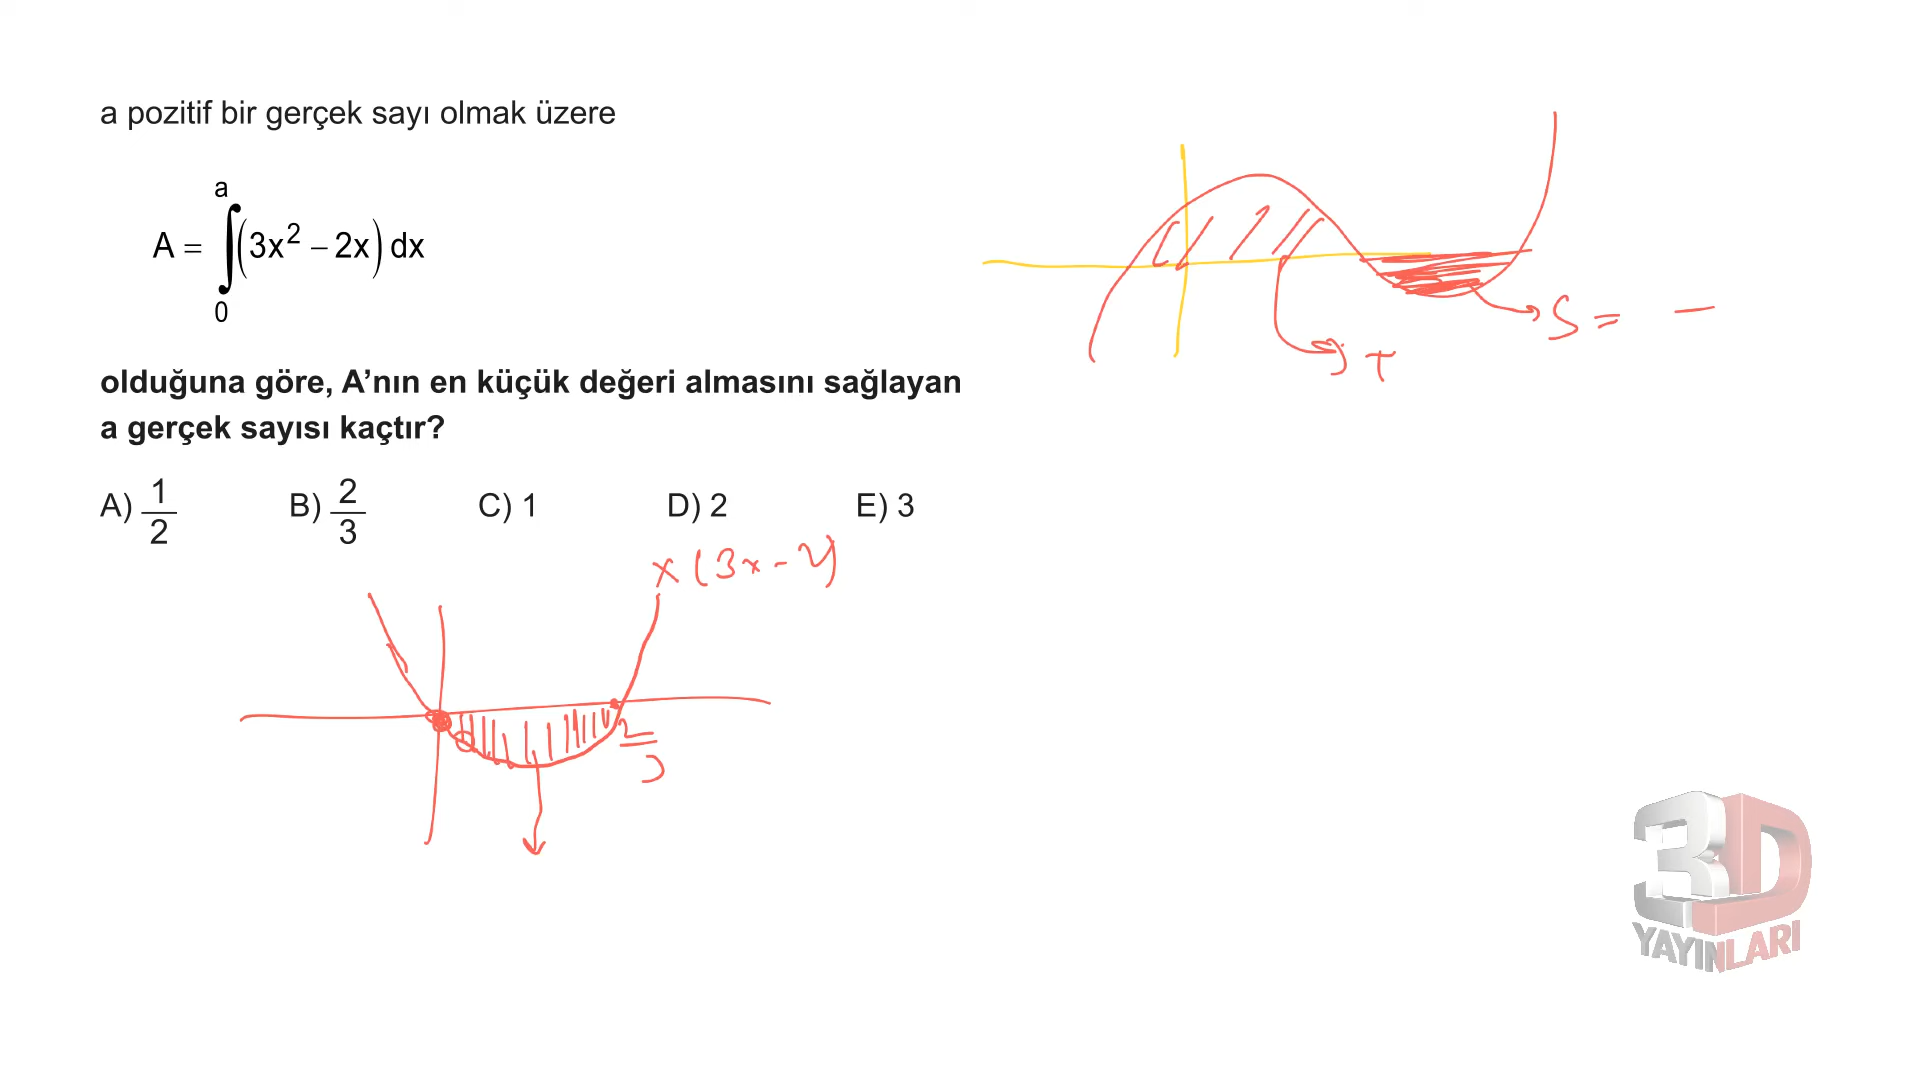 a pozitif bir gerçek sayı olmak üzere
a
A = ∫(3x² – 2x) dx
0
olduğuna göre, A’nın en küçük değeri almasını sağlayan
a gerçek sayısı kaçtır?
A) 1/2 B) 2/3 C) 1 D) 2 E) 3
x (3x - 2)
2/3
S = —
3D
YAYINLARI